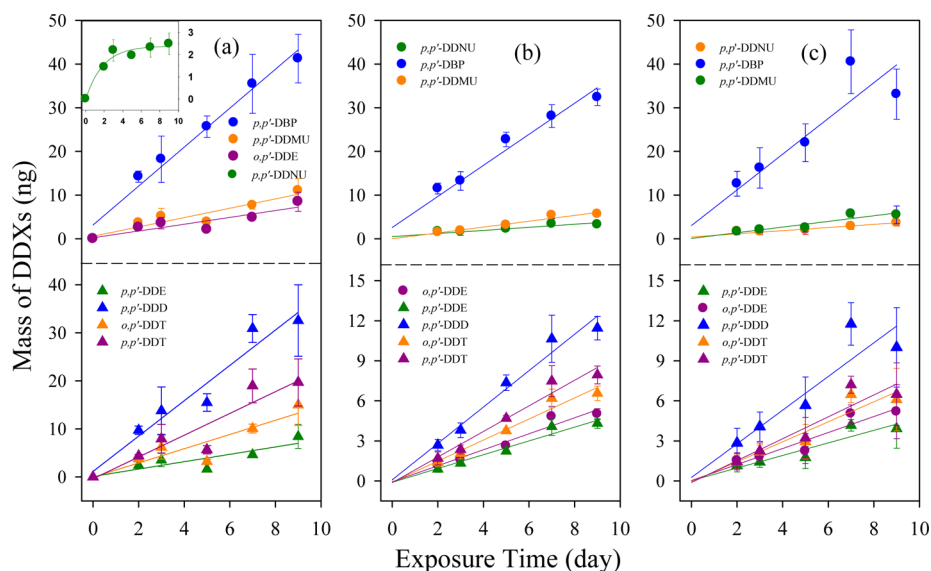 Mass of DDXs (ng)
Exposure Time (day)
(a)
50
40
30
20
10
0
3
2
1
0
0 2 4 6 8 10
p,p'-DBP
p,p'-DDMU
o,p'-DDE
p,p'-DDNU
40
30
20
10
0
p,p'-DDE
p,p'-DDD
o,p'-DDT
p,p'-DDT
0 2 4 6 8 10
(b)
50
40
30
20
10
0
p,p'-DDNU
p,p'-DBP
p,p'-DDMU
15
12
9
6
3
0
o,p'-DDE
p,p'-DDE
p,p'-DDD
o,p'-DDT
p,p'-DDT
0 2 4 6 8 10
(c)
50
40
30
20
10
0
p,p'-DDNU
p,p'-DBP
p,p'-DDMU
15
12
9
6
3
0
p,p'-DDE
o,p'-DDE
p,p'-DDD
o,p'-DDT
p,p'-DDT
0 2 4 6 8 10